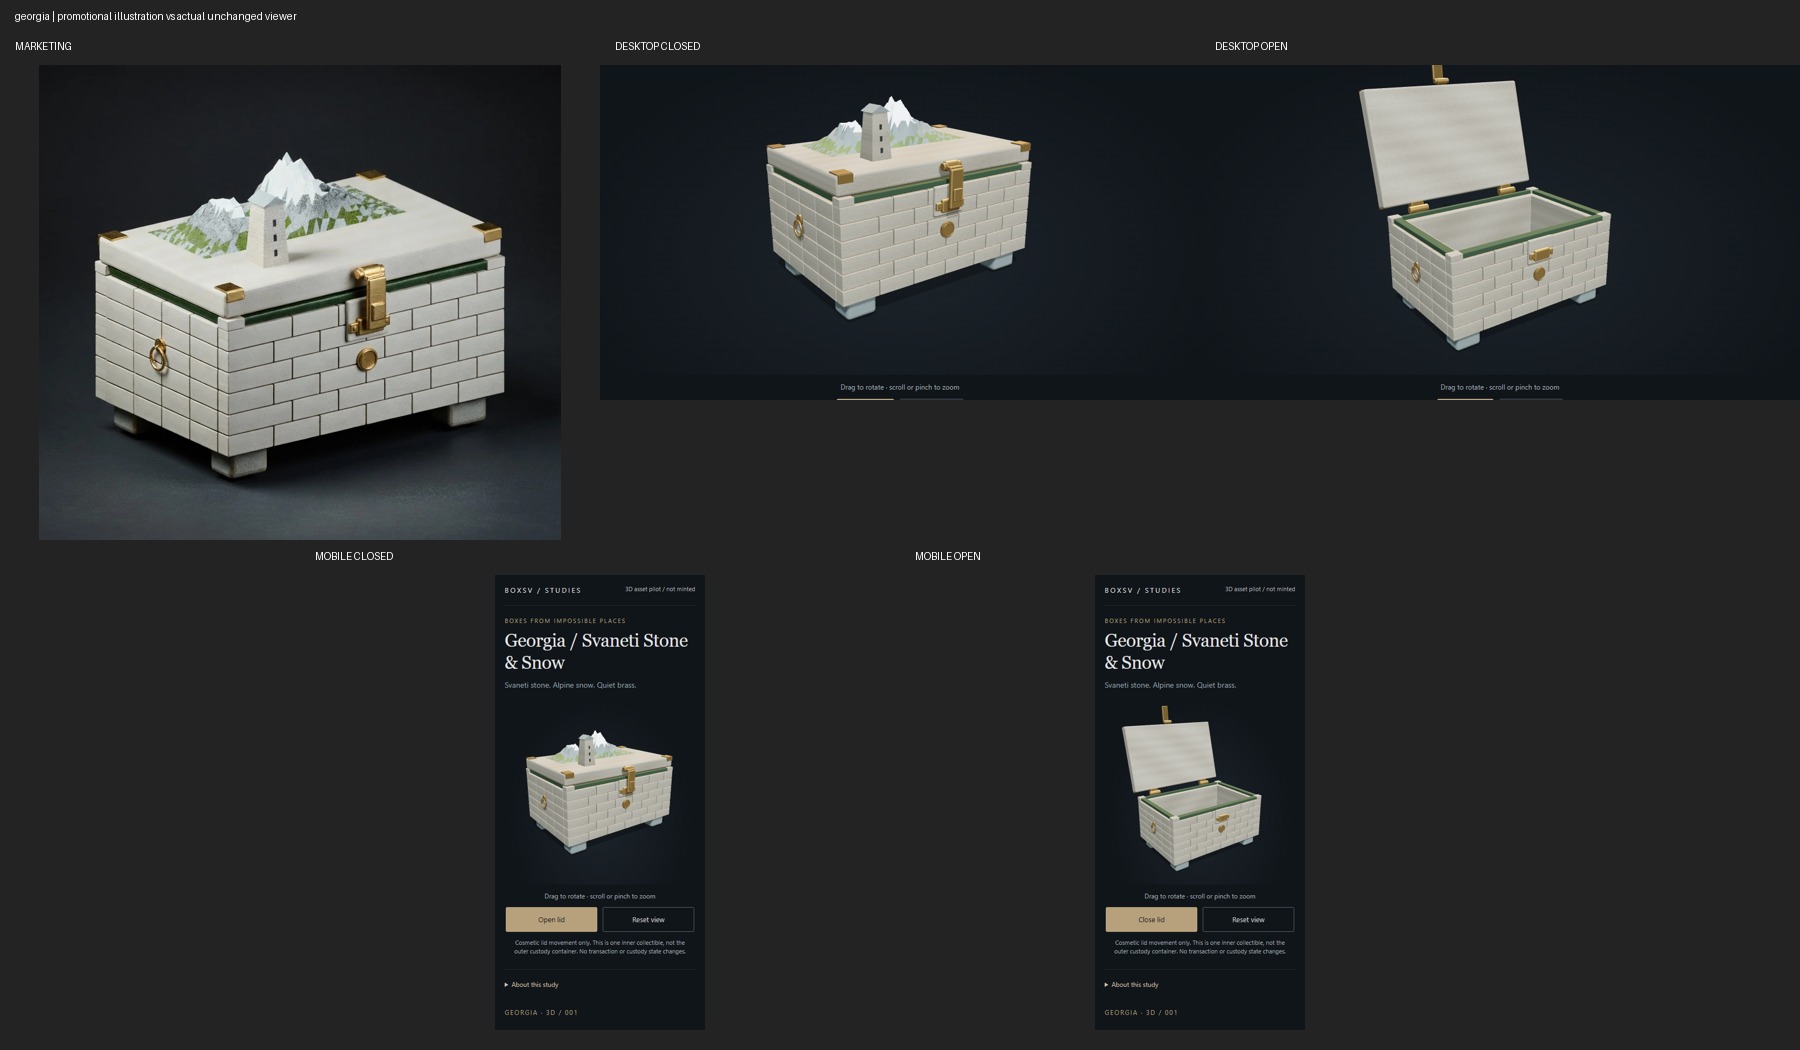 georgia | promotional illustration vs actual unchanged viewer
MARKETING
DESKTOP CLOSED
DESKTOP OPEN
Drag to rotate · scroll or pinch to zoom
Drag to rotate · scroll or pinch to zoom
MOBILE CLOSED
MOBILE OPEN
BOXSV / STUDIES
3D asset pilot / not minted
BOXES FROM IMPOSSIBLE PLACES
Georgia / Svaneti Stone
& Snow
Svaneti stone. Alpine snow. Quiet brass.
Drag to rotate · scroll or pinch to zoom
Open lid
Reset view
Cosmetic lid movement only. This is one inner collectible, not the
outer custody container. No transaction or custody state changes.
▶ About this study
GEORGIA · 3D / 001
BOXSV / STUDIES
3D asset pilot / not minted
BOXES FROM IMPOSSIBLE PLACES
Georgia / Svaneti Stone
& Snow
Svaneti stone. Alpine snow. Quiet brass.
Drag to rotate · scroll or pinch to zoom
Close lid
Reset view
Cosmetic lid movement only. This is one inner collectible, not the
outer custody container. No transaction or custody state changes.
▶ About this study
GEORGIA · 3D / 001